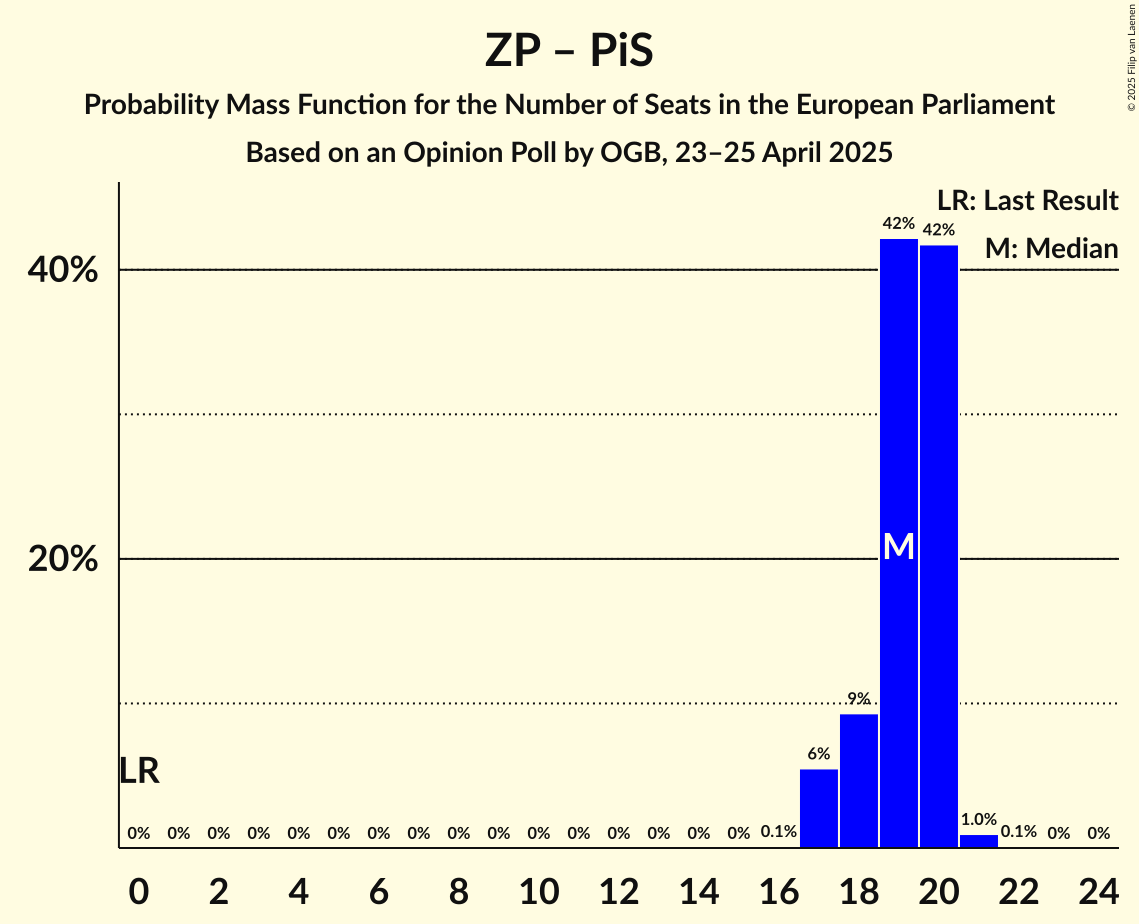 ZP – PiS
Probability Mass Function for the Number of Seats in the European Parliament
Based on an Opinion Poll by OGB, 23–25 April 2025
© 2025 Filip van Laenen
LR: Last Result
M: Median
42% 42%
40%
20%
M
9%
6%
LR
0% 0% 0% 0% 0% 0% 0% 0% 0% 0% 0% 0% 0% 0% 0% 0% 0.1% 1.0% 0.1% 0% 0%
0 2 4 6 8 10 12 14 16 18 20 22 24